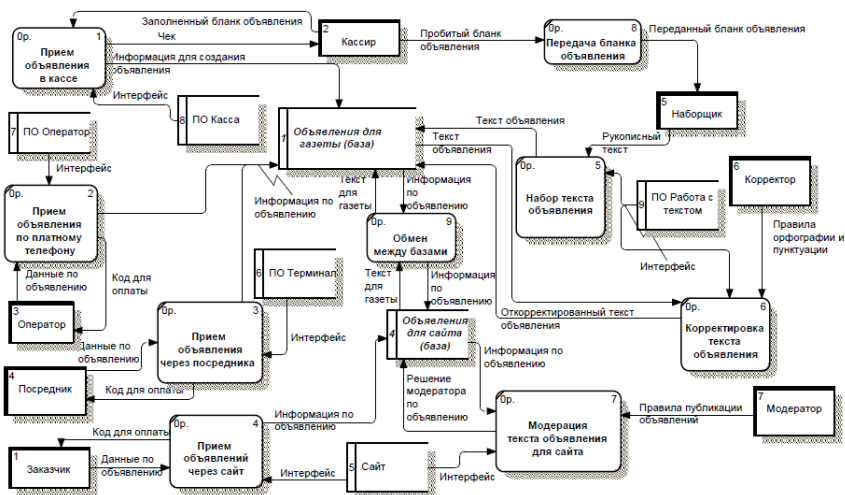 Заполненный бланк объявления
0р.
1
Прием
объявления
в кассе
Чек
2
Кассир
Пробитый бланк
объявления
0р.
8
Передача бланка
объявления
Переданный бланк объявления
Информация для создания
объявления
Интерфейс
8
ПО Касса
7
ПО Оператор
Интерфейс
1
Объявления для
газеты (база)
Текст объявления
Текст
объявления
5
Наборщик
Рукописный
текст
0р.
5
Набор текста
объявления
9
ПО Работа с
текстом
Интерфейс
6
Корректор
Правила
орфографии и
пунктуации
0р.
2
Прием
объявления
по платному
телефону
Информация по
объявлению
Текст
для
газеты
Информация
по
объявлению
0р.
9
Обмен
между базами
Данные по
объявлению
Код для
оплаты
3
Оператор
6
ПО Терминал
Интерфейс
Текст
для
газеты
Информация
по
объявлению
Откорректированный текст
объявления
0р.
6
Корректировка
текста
объявления
0р.
3
Прием
объявления
через посредника
Данные по
объявлению
4
Посредник
Код для оплаты
4
Объявления
для сайта
(база)
Информация по
объявлению
Решение
модератора
по
объявлению
0р.
7
Модерация
текста объявления
для сайта
Правила публикации
объявлений
7
Модератор
Код для оплаты
0р.
4
Прием
объявлений
через сайт
Информация по
объявлению
1
Заказчик
Данные по
объявлению
Интерфейс
5
Сайт
Интерфейс